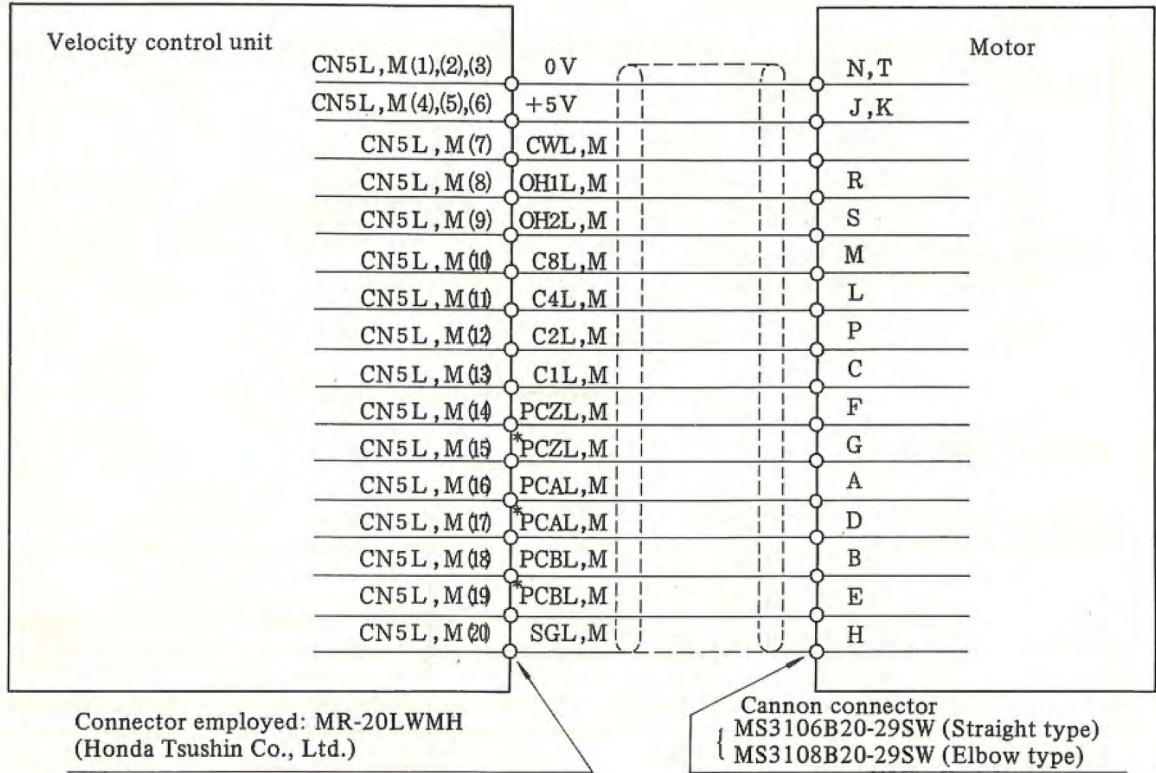 Velocity control unit
Motor
CN5L,M(1),(2),(3) 0V N,T
CN5L,M(4),(5),(6) +5V J,K
CN5L,M(7) CWL,M
CN5L,M(8) OH1L,M R
CN5L,M(9) OH2L,M S
CN5L,M(10) C8L,M M
CN5L,M(11) C4L,M L
CN5L,M(12) C2L,M P
CN5L,M(13) C1L,M C
CN5L,M(14) PCZL,M F
CN5L,M(15) *PCZL,M G
CN5L,M(16) PCAL,M A
CN5L,M(17) *PCAL,M D
CN5L,M(18) PCBL,M B
CN5L,M(19) *PCBL,M E
CN5L,M(20) SGL,M H
Connector employed: MR-20LWMH
(Honda Tsushin Co., Ltd.)
Cannon connector
MS3106B20-29SW (Straight type)
MS3108B20-29SW (Elbow type)